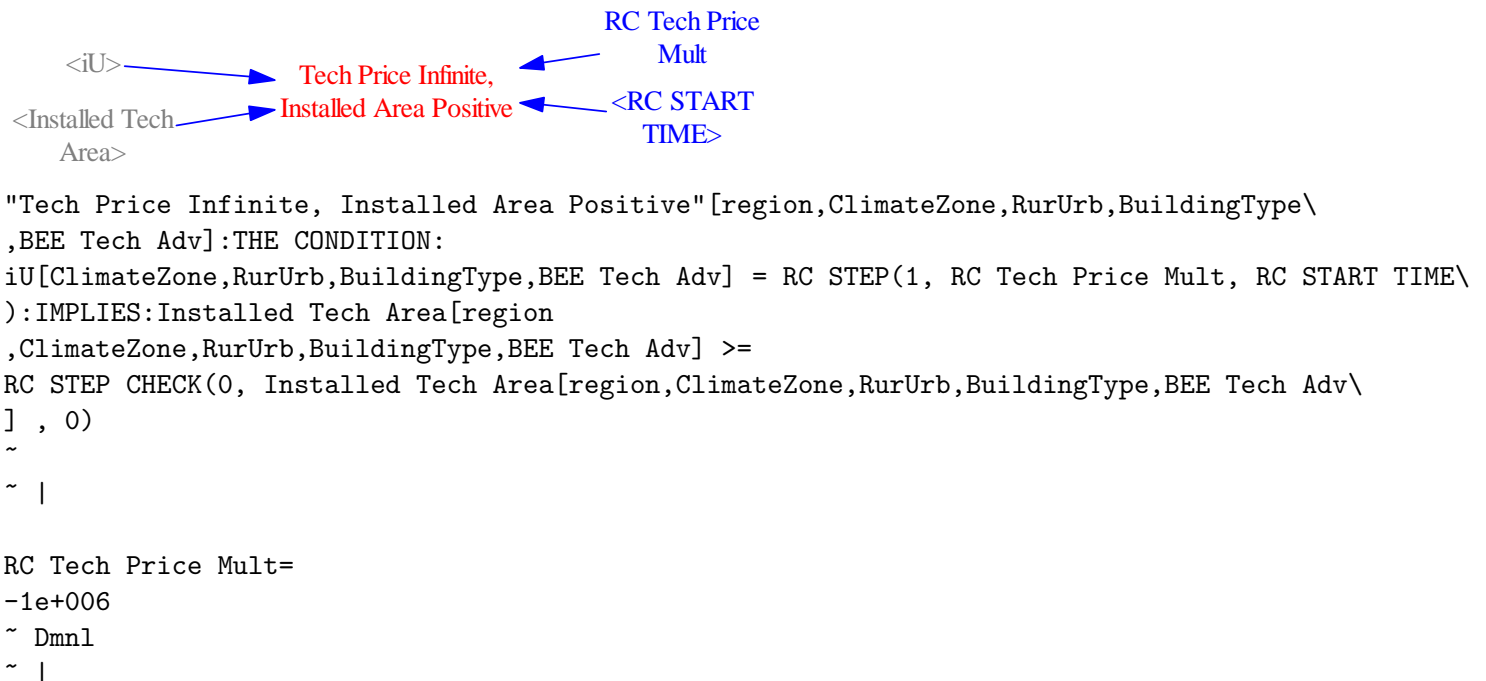 RC Tech Price
Mult
<iU>
Tech Price Infinite,
Installed Area Positive
<RC START
TIME>
<Installed Tech
Area>
"Tech Price Infinite, Installed Area Positive"[region,ClimateZone,RurUrb,BuildingType\
,BEE Tech Adv]:THE CONDITION:
iU[ClimateZone,RurUrb,BuildingType,BEE Tech Adv] = RC STEP(1, RC Tech Price Mult, RC START TIME\
):IMPLIES:Installed Tech Area[region
,ClimateZone,RurUrb,BuildingType,BEE Tech Adv] >=
RC STEP CHECK(0, Installed Tech Area[region,ClimateZone,RurUrb,BuildingType,BEE Tech Adv\
] , 0)
~
~ |
RC Tech Price Mult=
-1e+006
~ Dmnl
~ |